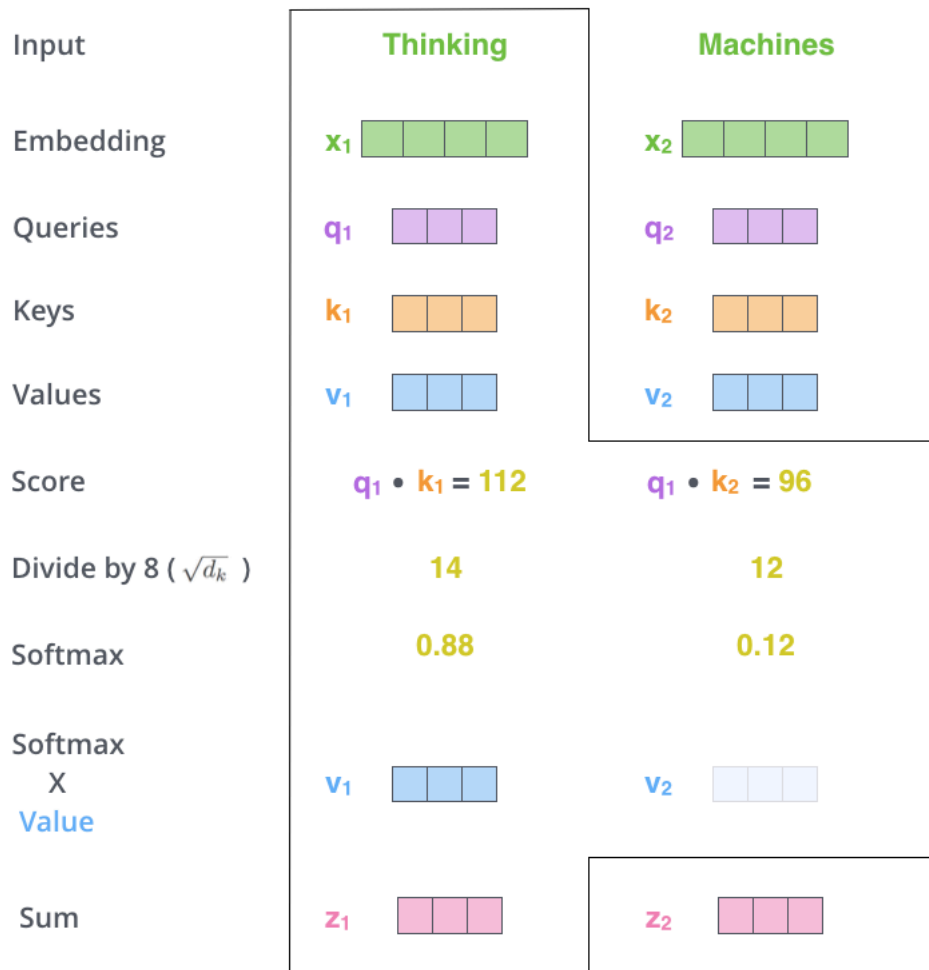 Input Thinking Machines
Embedding x₁ x₂
Queries q₁ q₂
Keys k₁ k₂
Values v₁ v₂
Score q₁ • k₁ = 112 q₁ • k₂ = 96
Divide by 8 ( √dₖ ) 14 12
Softmax 0.88 0.12
Softmax
X
Value v₁ v₂
Sum z₁ z₂